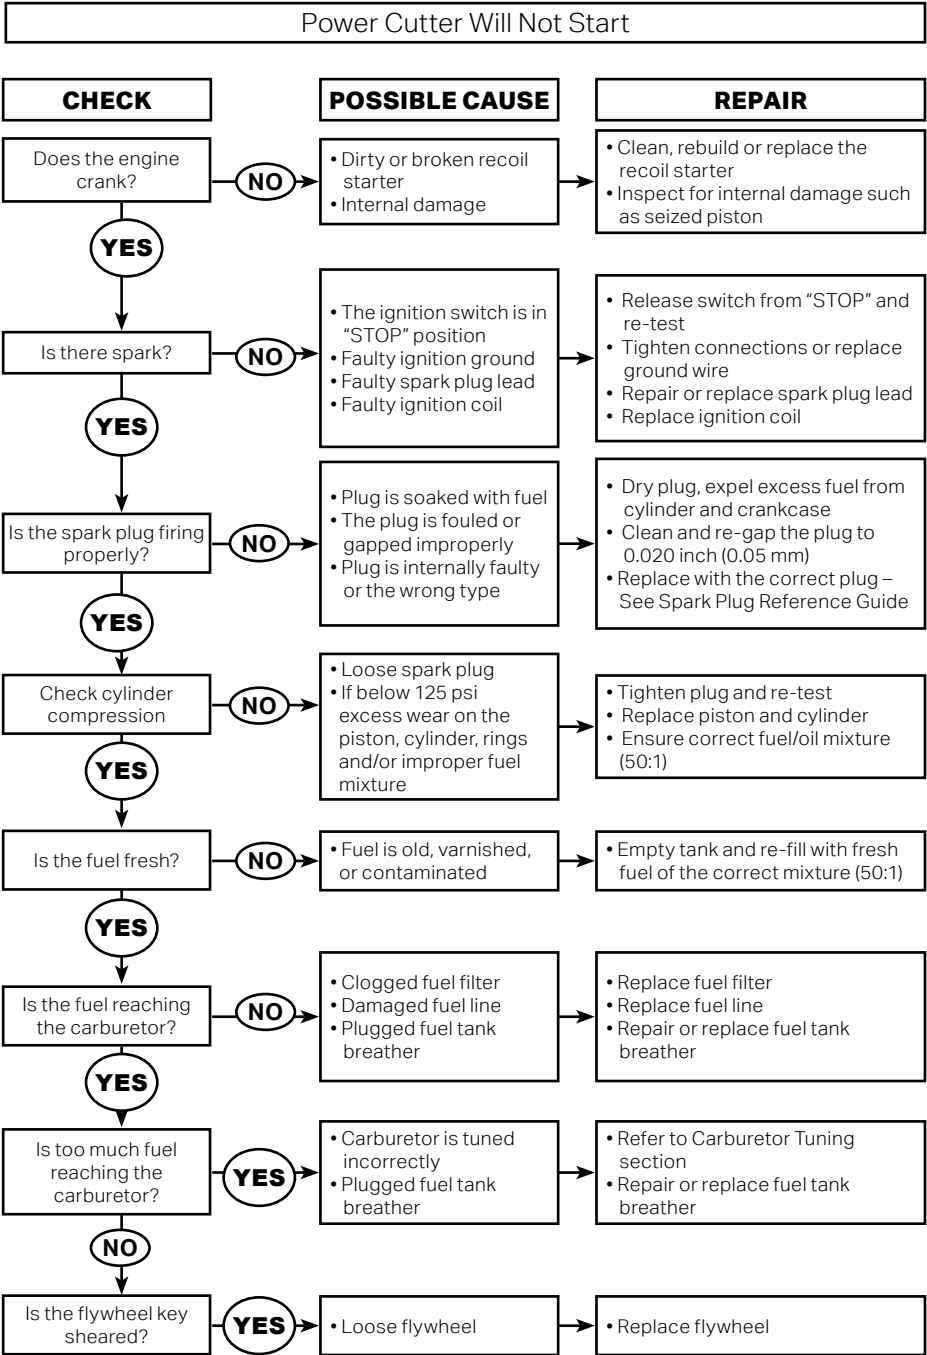 Power Cutter Will Not Start
CHECK
POSSIBLE CAUSE
REPAIR
Does the engine
crank?
NO
• Dirty or broken recoil
starter
• Internal damage
• Clean, rebuild or replace the
recoil starter
• Inspect for internal damage such
as seized piston
YES
Is there spark?
NO
• The ignition switch is in
“STOP” position
• Faulty ignition ground
• Faulty spark plug lead
• Faulty ignition coil
• Release switch from “STOP” and
re-test
• Tighten connections or replace
ground wire
• Repair or replace spark plug lead
• Replace ignition coil
YES
Is the spark plug firing
properly?
NO
• Plug is soaked with fuel
• The plug is fouled or
gapped improperly
• Plug is internally faulty
or the wrong type
• Dry plug, expel excess fuel from
cylinder and crankcase
• Clean and re-gap the plug to
0.020 inch (0.05 mm)
• Replace with the correct plug –
See Spark Plug Reference Guide
YES
Check cylinder
compression
NO
• Loose spark plug
• If below 125 psi
excess wear on the
piston, cylinder, rings
and/or improper fuel
mixture
• Tighten plug and re-test
• Replace piston and cylinder
• Ensure correct fuel/oil mixture
(50:1)
YES
Is the fuel fresh?
NO
• Fuel is old, varnished,
or contaminated
• Empty tank and re-fill with fresh
fuel of the correct mixture (50:1)
YES
Is the fuel reaching
the carburetor?
NO
• Clogged fuel filter
• Damaged fuel line
• Plugged fuel tank
breather
• Replace fuel filter
• Replace fuel line
• Repair or replace fuel tank
breather
YES
Is too much fuel
reaching the
carburetor?
YES
• Carburetor is tuned
incorrectly
• Plugged fuel tank
breather
• Refer to Carburetor Tuning
section
• Repair or replace fuel tank
breather
NO
Is the flywheel key
sheared?
YES
• Loose flywheel
• Replace flywheel